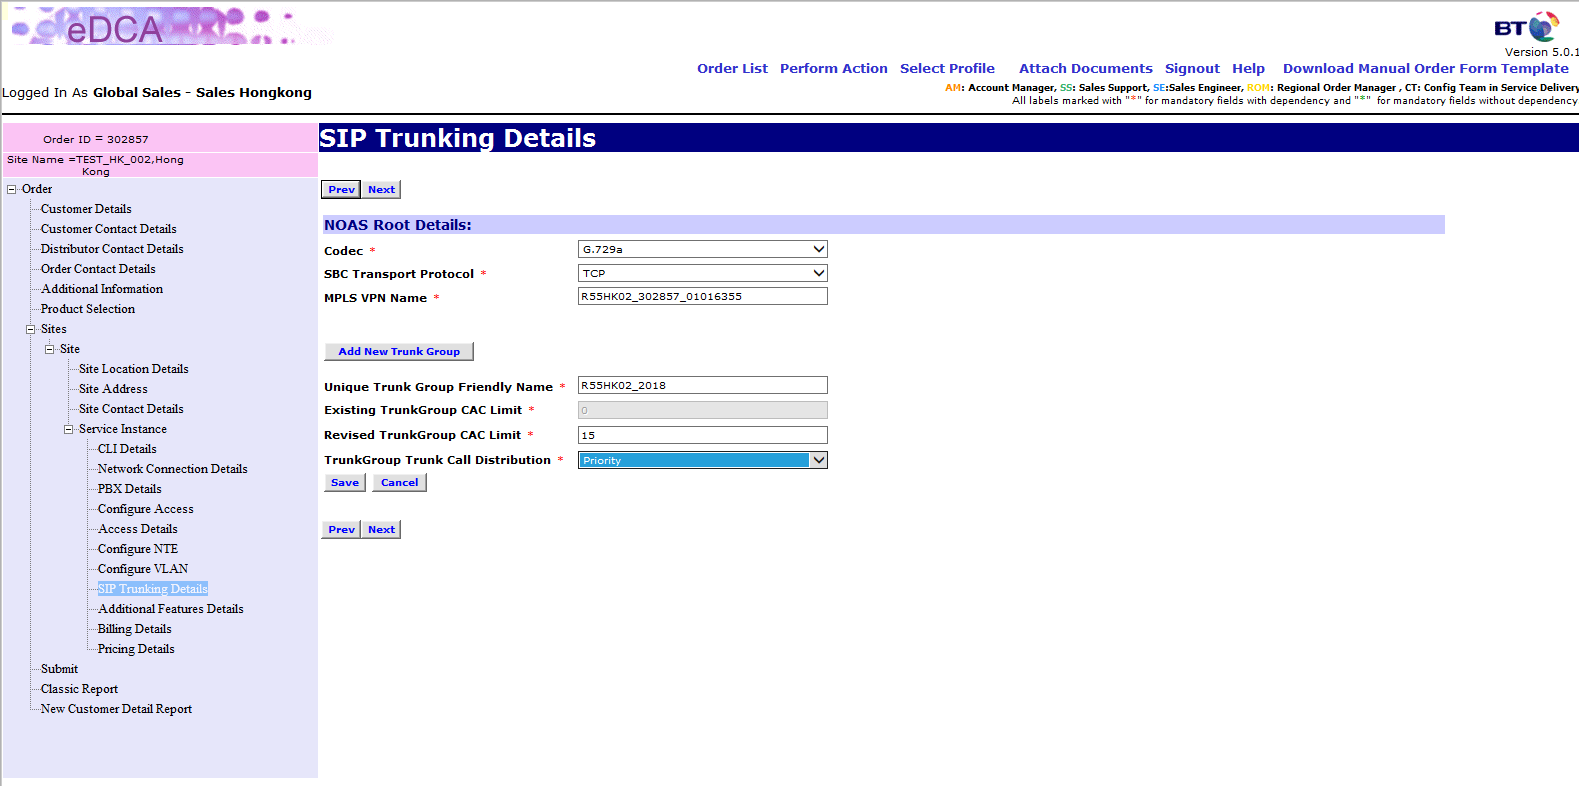 eDCA
BT
Version 5.0.1
Order List Perform Action Select Profile Attach Documents Signout Help Download Manual Order Form Template
Logged In As Global Sales - Sales Hongkong
AM: Account Manager, SS: Sales Support, SE:Sales Engineer, ROM: Regional Order Manager , CT: Config Team in Service Delivery
All labels marked with "*" for mandatory fields with dependency and "*" for mandatory fields without dependency
Order ID = 302857
Site Name =TEST_HK_002,Hong
Kong
Order
Customer Details
Customer Contact Details
Distributor Contact Details
Order Contact Details
Additional Information
Product Selection
Sites
Site
Site Location Details
Site Address
Site Contact Details
Service Instance
CLI Details
Network Connection Details
PBX Details
Configure Access
Access Details
Configure NTE
Configure VLAN
SIP Trunking Details
Additional Features Details
Billing Details
Pricing Details
Submit
Classic Report
New Customer Detail Report
SIP Trunking Details
Prev Next
NOAS Root Details:
Codec * G.729a
SBC Transport Protocol * TCP
MPLS VPN Name * R55HK02_302857_01016355
Add New Trunk Group
Unique Trunk Group Friendly Name * R55HK02_2018
Existing TrunkGroup CAC Limit * 0
Revised TrunkGroup CAC Limit * 15
TrunkGroup Trunk Call Distribution * Priority
Save Cancel
Prev Next